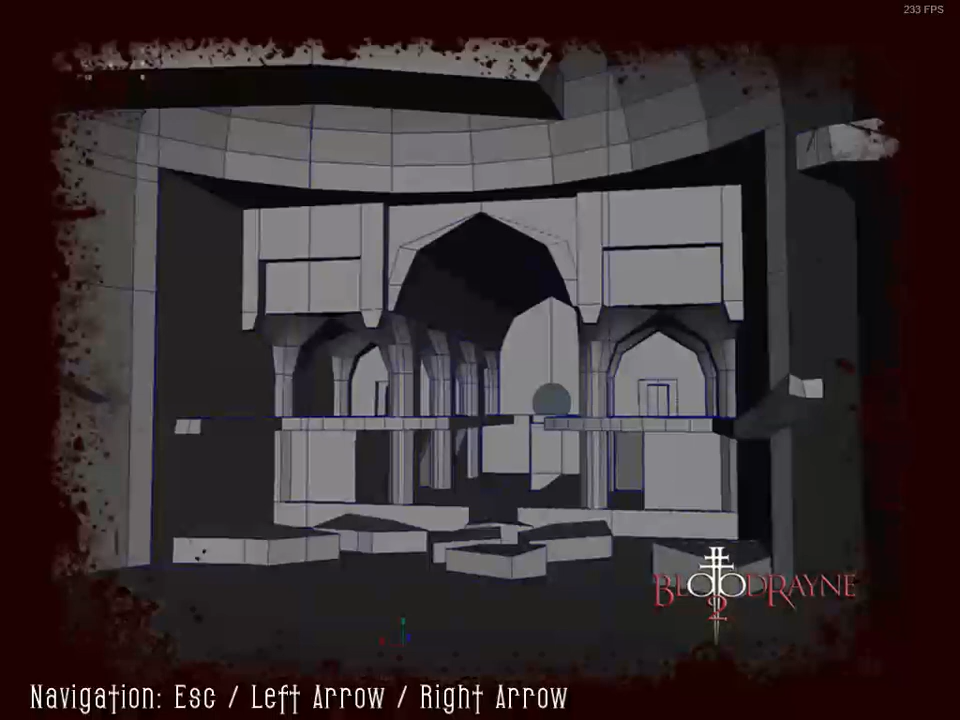 233 FPS
BLOODRAYNE
2
Navigation: Esc / Left Arrow / Right Arrow